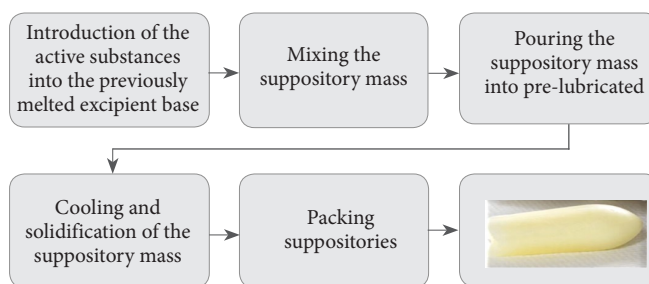 Introduction of the
active substances
into the previously
melted excipient base
Mixing the
suppository mass
Pouring the
suppository mass
into pre-lubricated
Cooling and
solidification of the
suppository mass
Packing
suppositories